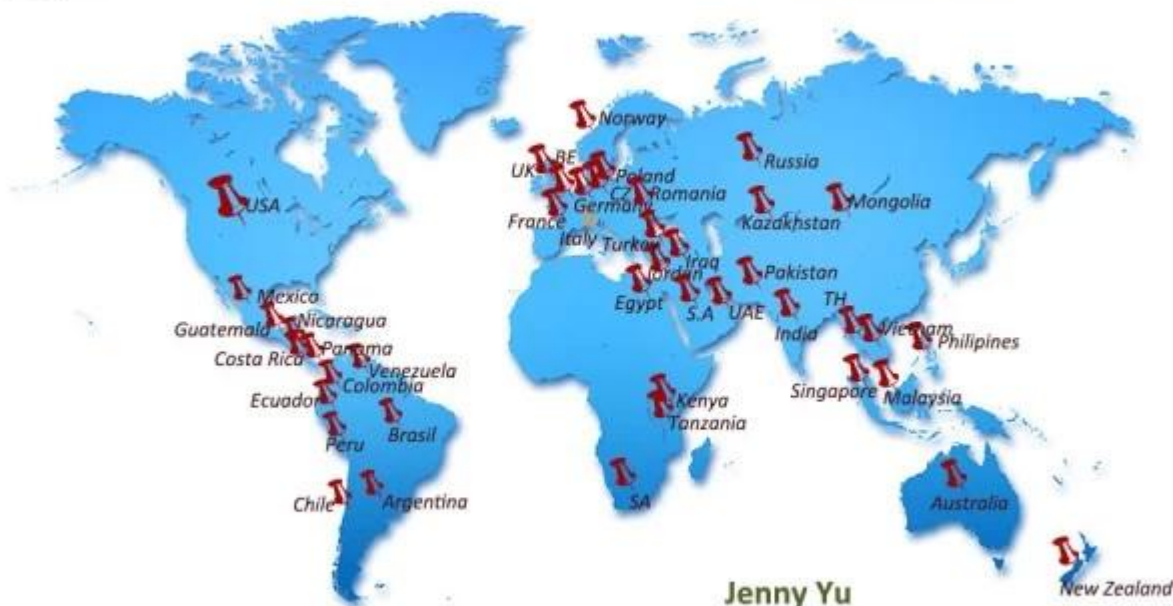 Norway
Russia
UK
BE
Poland
CZ
Romania
Germany
France
Italy
Turkey
Iraq
Jordan
Egypt
S.A
UAE
Kazakhstan
Mongolia
Pakistan
India
TH
Vietnam
Philipines
Singapore
Malaysia
USA
Mexico
Guatemala
Nicaragua
Costa Rica
Panama
Venezuela
Colombia
Ecuador
Peru
Brasil
Chile
Argentina
Kenya
Tanzania
SA
Australia
New Zealand
Jenny Yu